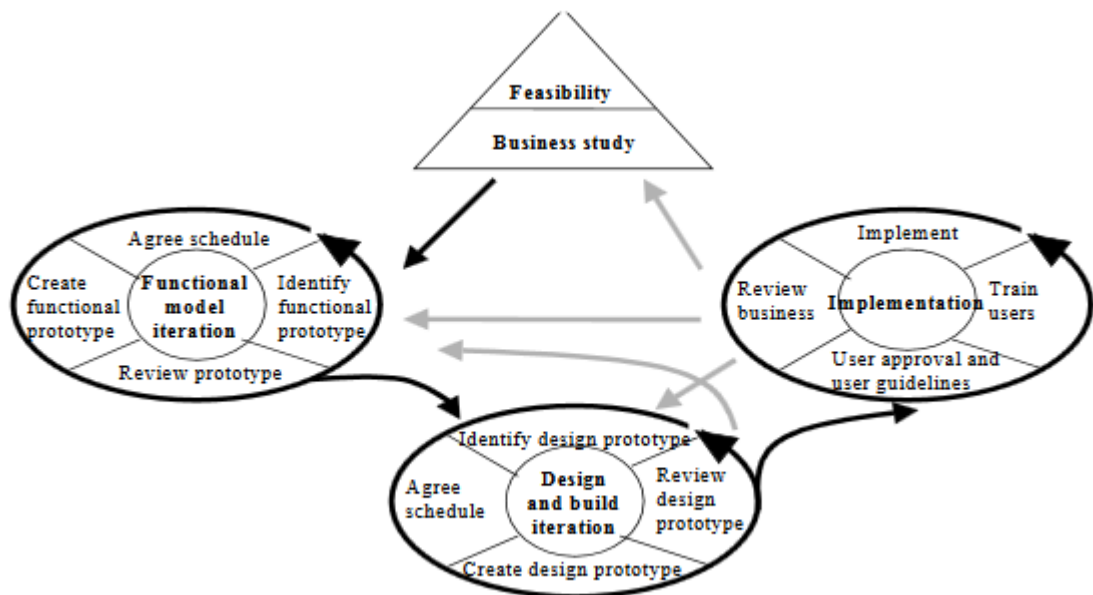 Feasibility
Business study
Agree schedule
Create
functional
prototype
Functional
model
iteration
Identify
functional
prototype
Review prototype
Implement
Review
business
Implementation
Train
users
User approval and
user guidelines
Identify design prototype
Agree
schedule
Design
and build
iteration
Review
design
prototype
Create design prototype